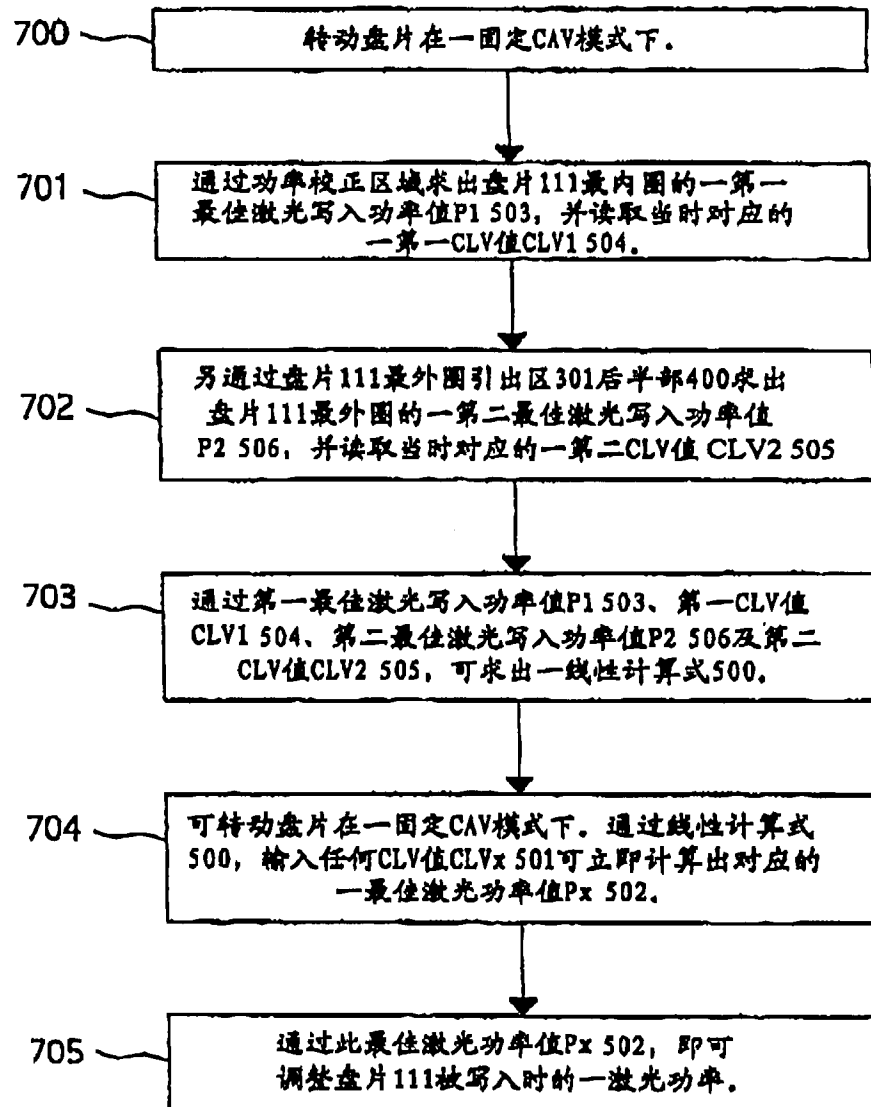 700
转动盘片在一固定CAV模式下.
701
通过功率校正区域求出盘片111最内圈的一第一
最佳激光写入功率值P1 503,并读取当时对应的
一第一CLV值CLV1 504.
702
另通过盘片111最外圈引出区301后半部400求出
盘片111最外圈的一第二最佳激光写入功率值
P2 506,并读取当时对应的一第二CLV值 CLV2 505
703
通过第一最佳激光写入功率值P1 503、第一CLV值
CLV1 504、第二最佳激光写入功率值P2 506及第二
CLV值CLV2 505,可求出一线性计算式500.
704
可转动盘片在一固定CAV模式下.通过线性计算式
500,输入任何CLV值CLVx 501可立即计算出对应的
一最佳激光功率值Px 502.
705
通过此最佳激光功率值Px 502,即可
调整盘片111被写入时的一激光功率.